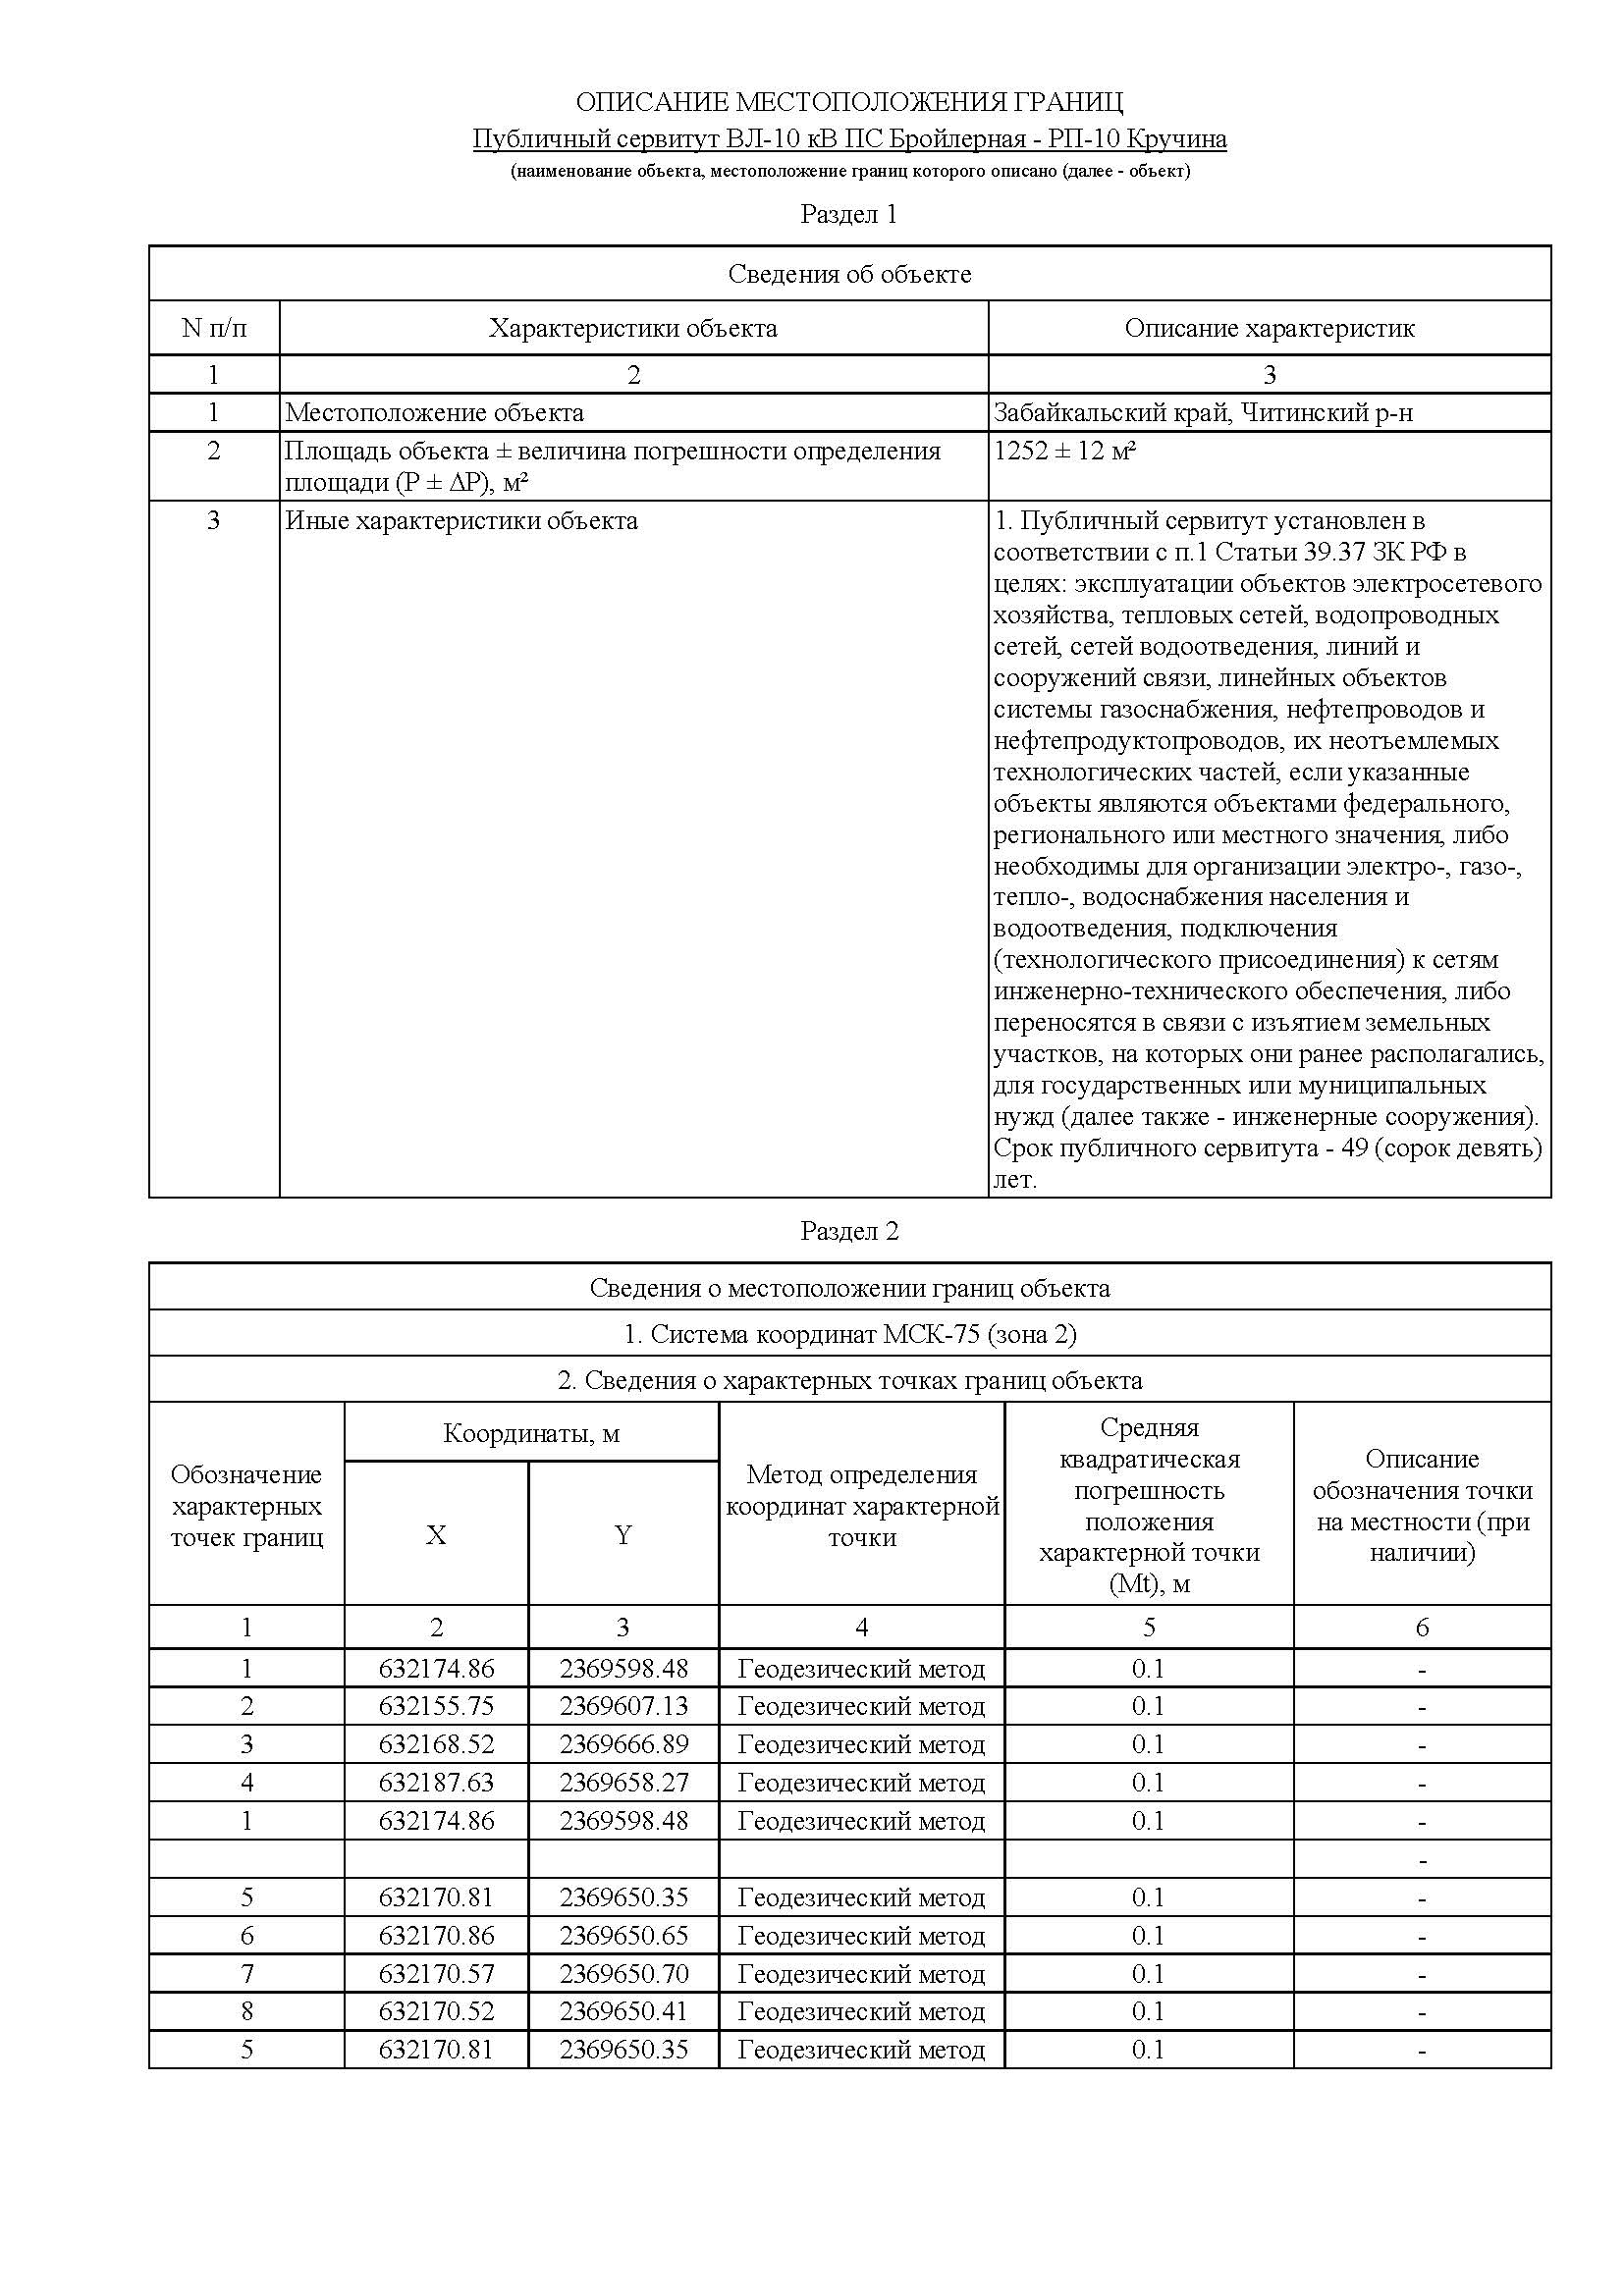 ОПИСАНИЕ МЕСТОПОЛОЖЕНИЯ ГРАНИЦ
Публичный сервитут ВЛ-10 кВ ПС Бройлерная - РП-10 Кручина
(наименование объекта, местоположение границ которого описано (далее - объект)
Раздел 1
Сведения об объекте
N п/п Характеристики объекта Описание характеристик
1 2 3
1 Местоположение объекта Забайкальский край, Читинский р-н
2 Площадь объекта ± величина погрешности определения 1252 ± 12 м²
площади (P ± ΔP), м²
3 Иные характеристики объекта 1. Публичный сервитут установлен в
соответствии с п.1 Статьи 39.37 ЗК РФ в
целях: эксплуатации объектов электросетевого
хозяйства, тепловых сетей, водопроводных
сетей, сетей водоотведения, линий и
сооружений связи, линейных объектов
системы газоснабжения, нефтепроводов и
нефтепродуктопроводов, их неотъемлемых
технологических частей, если указанные
объекты являются объектами федерального,
регионального или местного значения, либо
необходимы для организации электро-, газо-,
тепло-, водоснабжения населения и
водоотведения, подключения
(технологического присоединения) к сетям
инженерно-технического обеспечения, либо
переносятся в связи с изъятием земельных
участков, на которых они ранее располагались,
для государственных или муниципальных
нужд (далее также - инженерные сооружения).
Срок публичного сервитута - 49 (сорок девять)
лет.
Раздел 2
Сведения о местоположении границ объекта
1. Система координат МСК-75 (зона 2)
2. Сведения о характерных точках границ объекта
Обозначение
характерных
точек границ
Координаты, м
X Y
Метод определения
координат характерной
точки
Средняя
квадратическая
погрешность
положения
характерной точки
(Mt), м
Описание
обозначения точки
на местности (при
наличии)
1 2 3 4 5 6
1 632174.86 2369598.48 Геодезический метод 0.1 -
2 632155.75 2369607.13 Геодезический метод 0.1 -
3 632168.52 2369666.89 Геодезический метод 0.1 -
4 632187.63 2369658.27 Геодезический метод 0.1 -
1 632174.86 2369598.48 Геодезический метод 0.1 -
-
5 632170.81 2369650.35 Геодезический метод 0.1 -
6 632170.86 2369650.65 Геодезический метод 0.1 -
7 632170.57 2369650.70 Геодезический метод 0.1 -
8 632170.52 2369650.41 Геодезический метод 0.1 -
5 632170.81 2369650.35 Геодезический метод 0.1 -